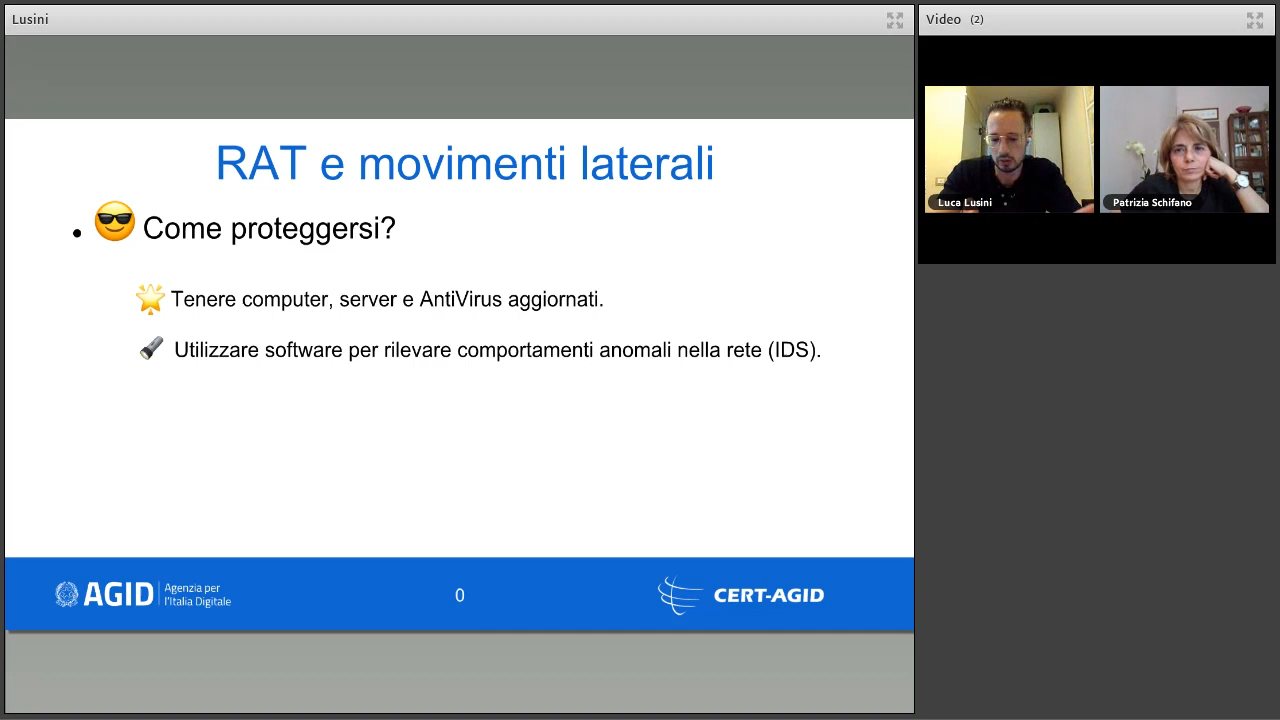 Lusini
Video (2)
RAT e movimenti laterali
• 😎 Come proteggersi?
🌟 Tenere computer, server e AntiVirus aggiornati.
🔦 Utilizzare software per rilevare comportamenti anomali nella rete (IDS).
Luca Lusini
Patrizia Schifano
AGID
Agenzia per
l'Italia Digitale
0
CERT-AGID